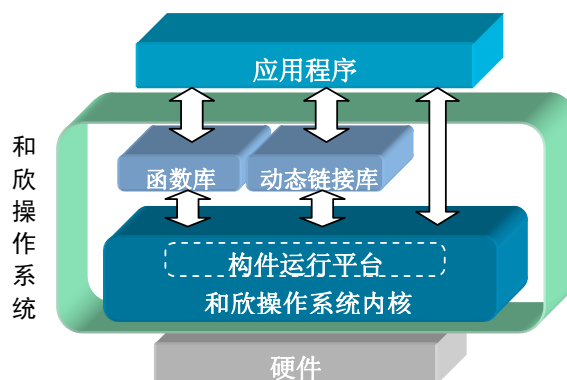 应用程序
和欣操作系统
函数库
动态链接库
构件运行平台
和欣操作系统内核
硬件